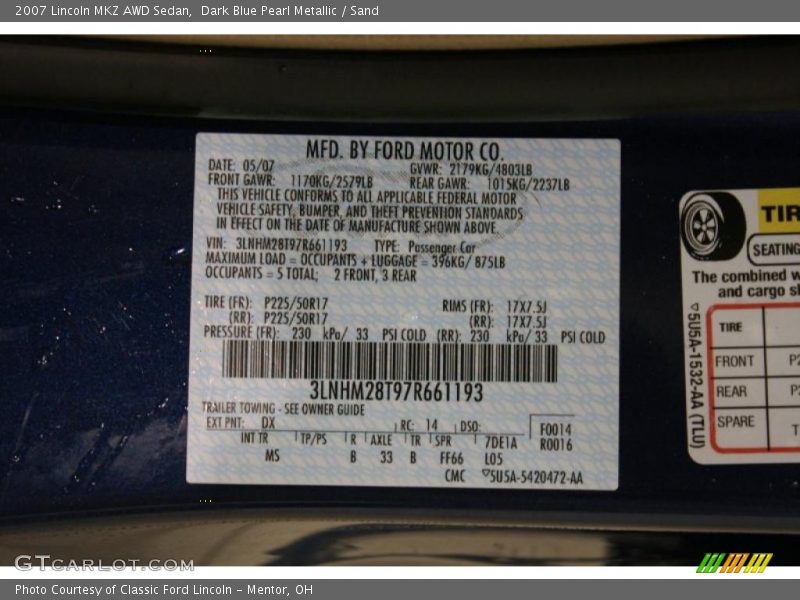 2007 Lincoln MKZ AWD Sedan,  Dark Blue Pearl Metallic / Sand
MFD. BY FORD MOTOR CO.
DATE: 05/07 GVWR: 2179KG/4803LB
FRONT GAWR: 1170KG/2579LB REAR GAWR: 1015KG/2237LB
THIS VEHICLE CONFORMS TO ALL APPLICABLE FEDERAL MOTOR
VEHICLE SAFETY, BUMPER, AND THEFT PREVENTION STANDARDS
IN EFFECT ON THE DATE OF MANUFACTURE SHOWN ABOVE.
VIN: 3LNHM28T97R661193 TYPE: Passenger Car
MAXIMUM LOAD = OCCUPANTS + LUGGAGE = 396KG/ 875LB
OCCUPANTS = 5 TOTAL; 2 FRONT, 3 REAR
TIRE (FR): P225/50R17 RIMS (FR): 17X7.5J
(RR): P225/50R17 (RR): 17X7.5J
PRESSURE (FR): 230 kPa/ 33 PSI COLD (RR): 230 kPa/ 33 PSI COLD
3LNHM28T97R661193
TRAILER TOWING - SEE OWNER GUIDE
EXT PNT: DX RC: 14 DSO: F0014
INT TR TP/PS R AXLE TR SPR 7DE1A R0016
MS B 33 B FF66 L05
CMC 5U5A-5420472-AA
TIR
SEATING
The combined w
and cargo sh
TIRE
FRONT P2
REAR P2
SPARE T
5U5A-1532-AA (TLU)
GTCARLOT.COM
Photo Courtesy of Classic Ford Lincoln - Mentor, OH